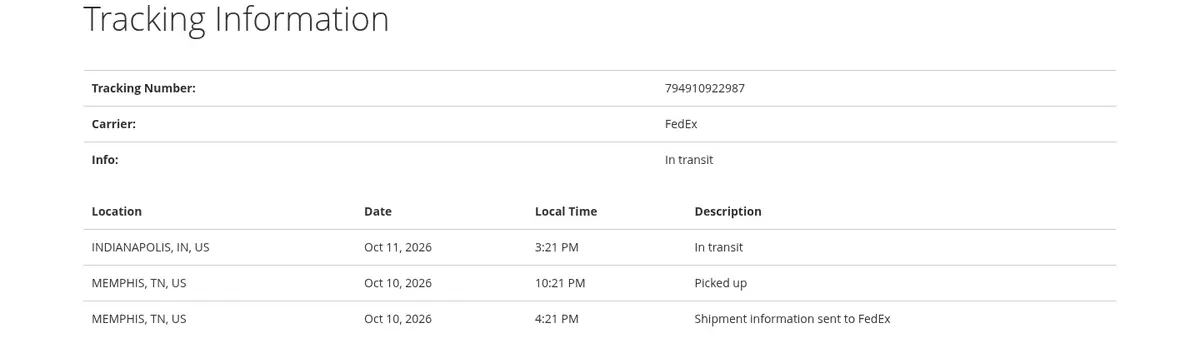 Tracking Information
Tracking Number: 794910922987
Carrier: FedEx
Info: In transit
Location Date Local Time Description
INDIANAPOLIS, IN, US Oct 11, 2026 3:21 PM In transit
MEMPHIS, TN, US Oct 10, 2026 10:21 PM Picked up
MEMPHIS, TN, US Oct 10, 2026 4:21 PM Shipment information sent to FedEx